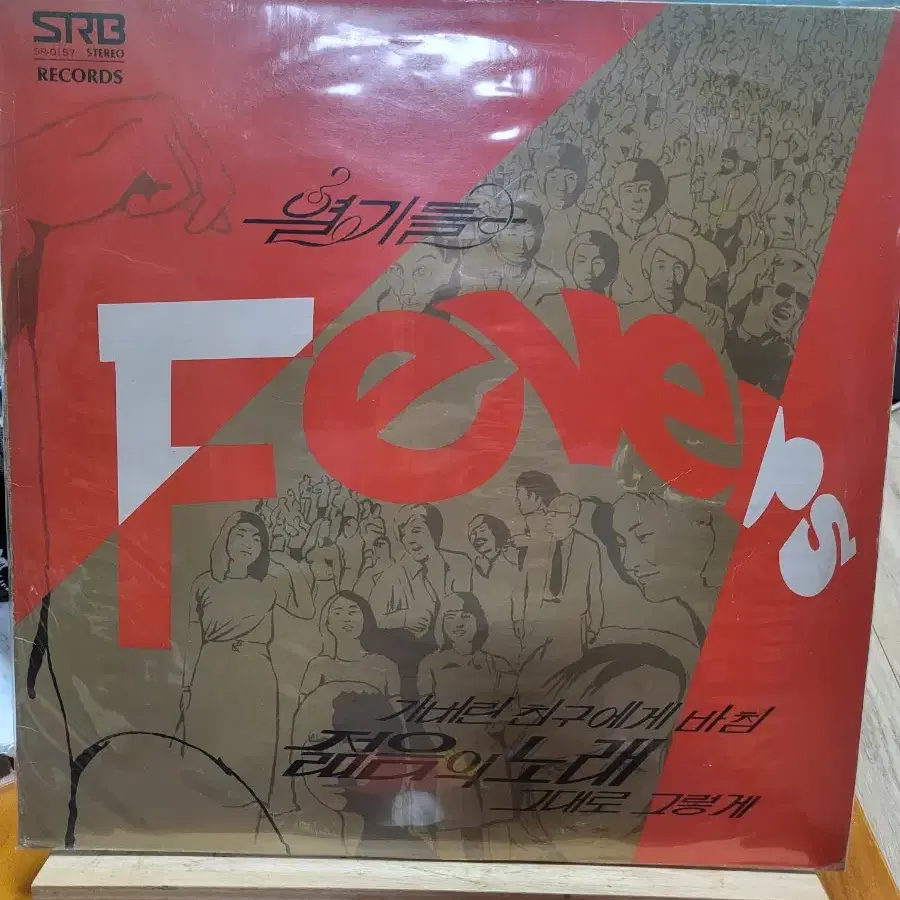 SRB
SR-0157 STEREO
RECORDS
열기들
Fevers
가버린 친구에게 바침
젊음의 노래
그대로 그렇게